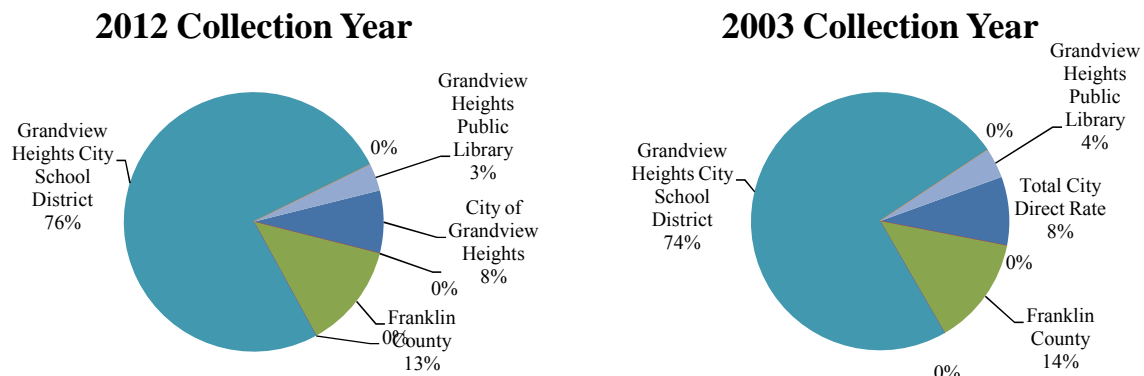 2012 Collection Year
Grandview
Heights
Public
Library
3%
0%
Grandview
Heights City
School
District
76%
City of
Grandview
Heights
8%
0%
Franklin
County
13%
0%
2003 Collection Year
Grandview
Heights
Public
Library
4%
0%
Grandview
Heights City
School
District
74%
Total City
Direct Rate
8%
0%
Franklin
County
14%
0%